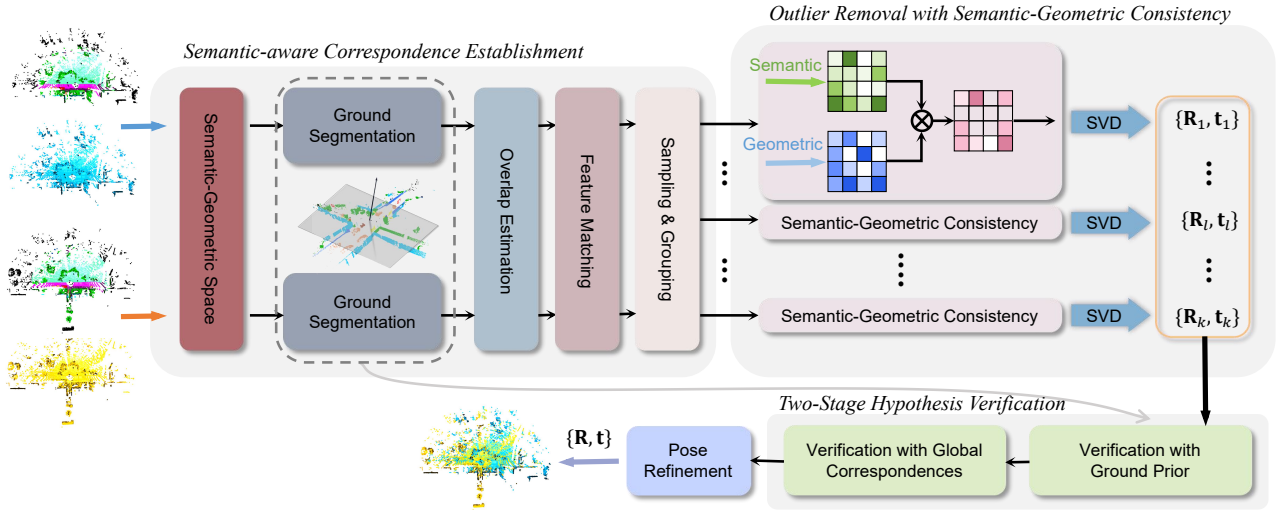 Outlier Removal with Semantic-Geometric Consistency
Semantic-aware Correspondence Establishment
Semantic-Geometric Space
Ground
Segmentation
Ground
Segmentation
Overlap Estimation
Feature Matching
Sampling & Grouping
Semantic
Geometric
SVD
{R₁, t₁}
Semantic-Geometric Consistency
SVD
{Rₗ, tₗ}
Semantic-Geometric Consistency
SVD
{Rₖ, tₖ}
Two-Stage Hypothesis Verification
{R, t}
Pose
Refinement
Verification with Global
Correspondences
Verification with
Ground Prior